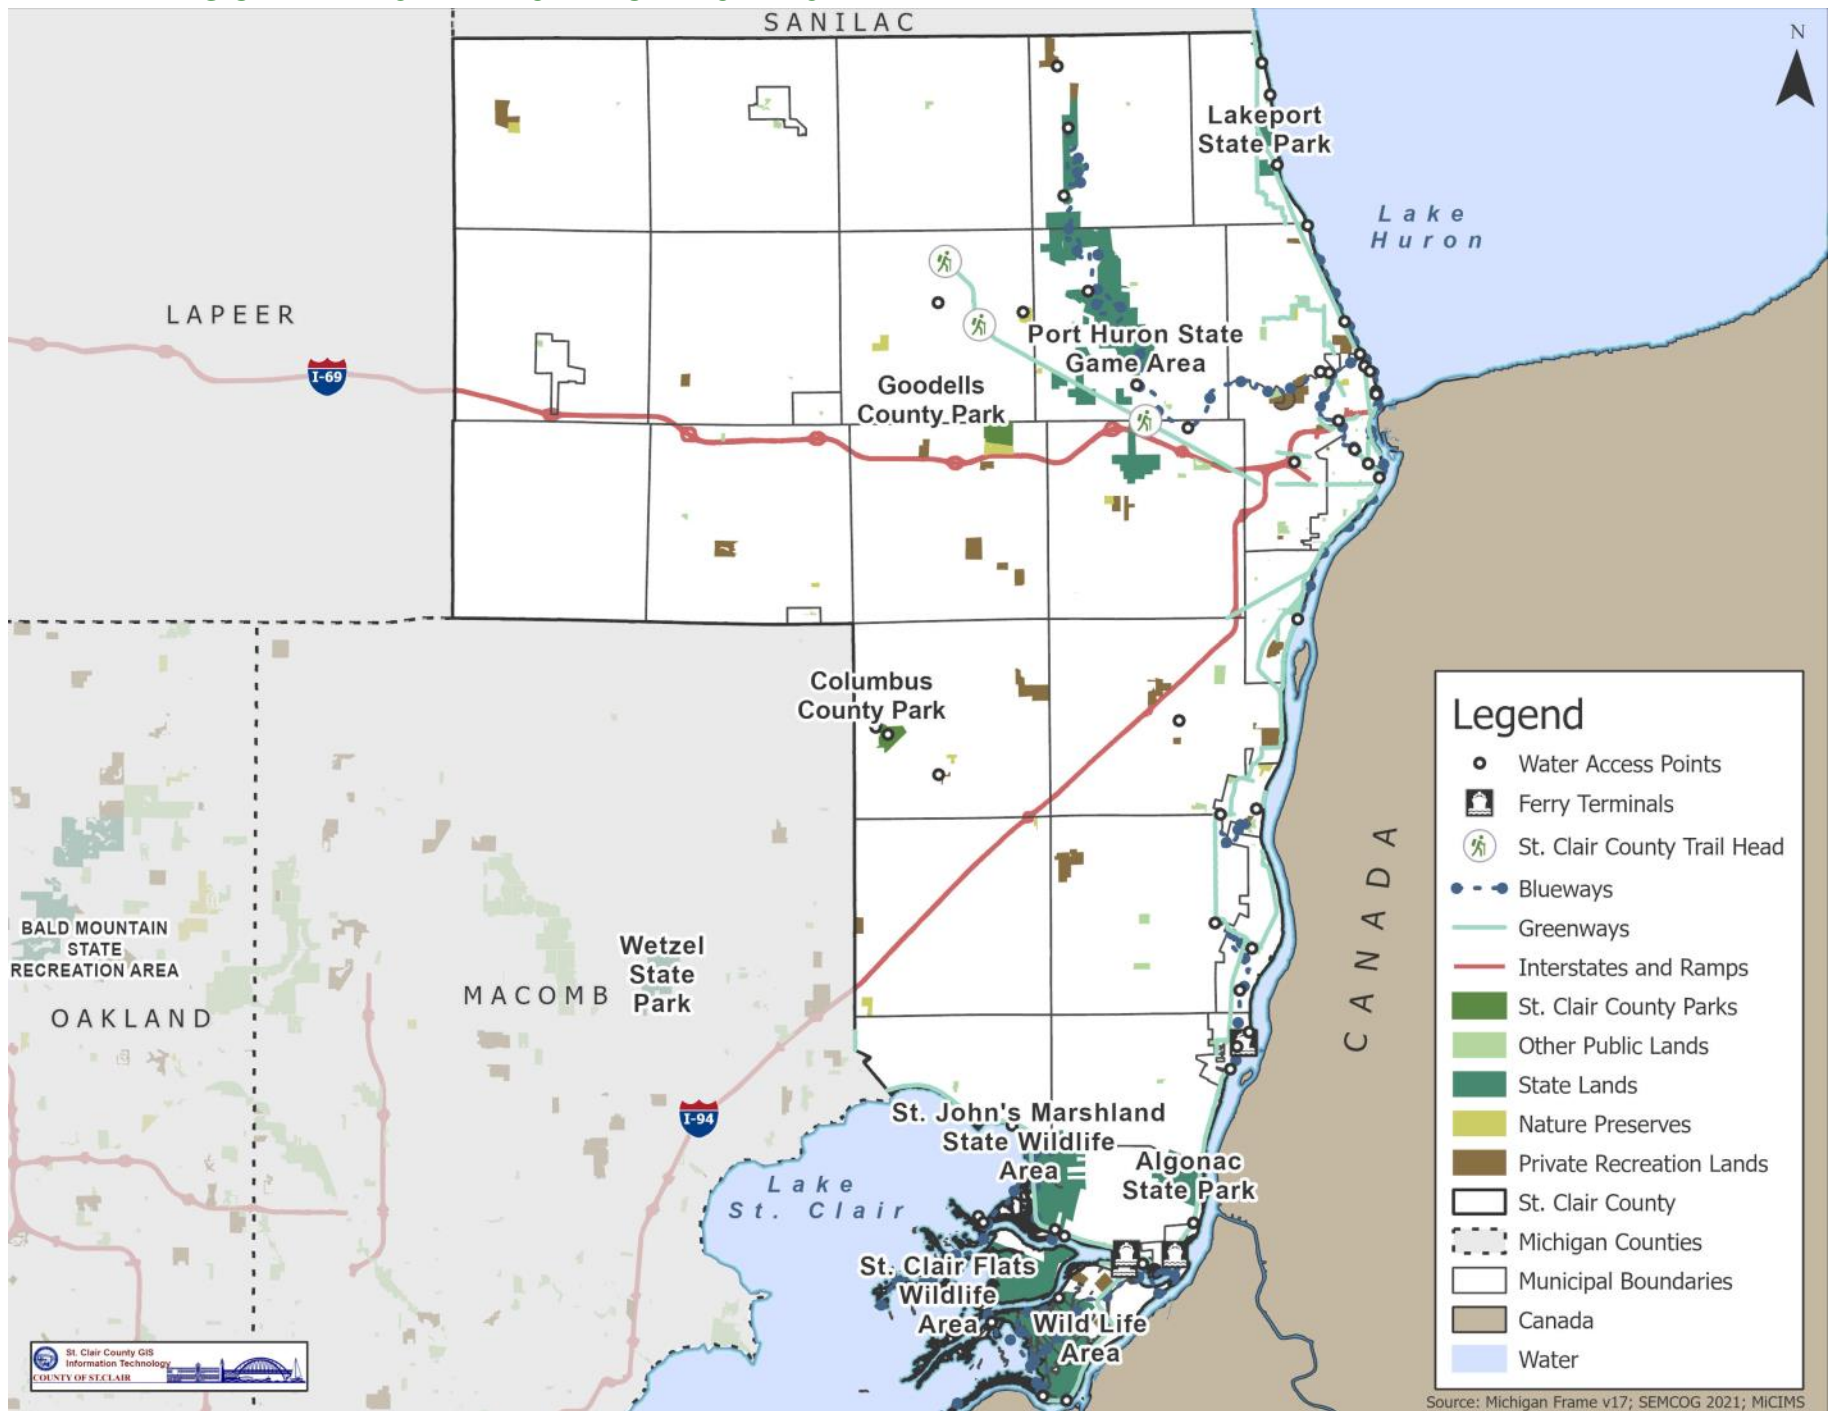 SANILAC
N
Lakeport
State Park
Lake
Huron
LAPEER
I-69
Port Huron State
Game Area
Goodells
County Park
Columbus
County Park
BALD MOUNTAIN
STATE
RECREATION AREA
OAKLAND
MACOMB
Wetzel
State
Park
I-94
CANADA
St. John's Marshland
State Wildlife
Area
Algonac
State Park
Lake
St. Clair
St. Clair Flats
Wildlife
Area
Wild Life
Area
Legend
Water Access Points
Ferry Terminals
St. Clair County Trail Head
Blueways
Greenways
Interstates and Ramps
St. Clair County Parks
Other Public Lands
State Lands
Nature Preserves
Private Recreation Lands
St. Clair County
Michigan Counties
Municipal Boundaries
Canada
Water
St. Clair County GIS
Information Technology
COUNTY OF ST.CLAIR
Source: Michigan Frame v17; SEMCOG 2021; MiCIMS